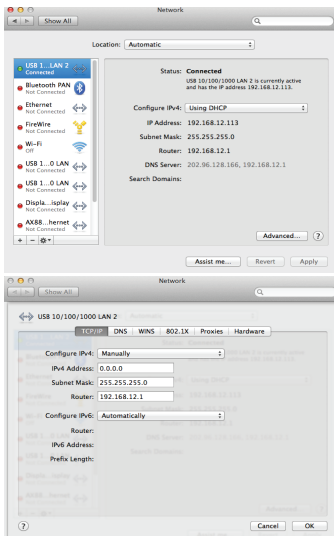 Network
Show All
Location: Automatic
USB 1...LAN 2
Connected
Bluetooth PAN
Not Connected
Ethernet
Not Connected
FireWire
Not Connected
Wi-Fi
Off
USB 1...0 LAN
Not Connected
USB 1...0 LAN
Not Connected
Displa...isplay
Not Connected
AX88...hernet
Not Connected
Status: Connected
USB 10/100/1000 LAN 2 is currently active
and has the IP address 192.168.12.113.
Configure IPv4: Using DHCP
IP Address: 192.168.12.113
Subnet Mask: 255.255.255.0
Router: 192.168.12.1
DNS Server: 202.96.128.166, 192.168.12.1
Search Domains:
Advanced... ?
Assist me... Revert Apply
Network
Show All
USB 10/100/1000 LAN 2
TCP/IP DNS WINS 802.1X Proxies Hardware
Configure IPv4: Manually
IPv4 Address: 0.0.0.0
Subnet Mask: 255.255.255.0
Router: 192.168.12.1
Configure IPv6: Automatically
Router:
IPv6 Address:
Prefix Length:
? Cancel OK